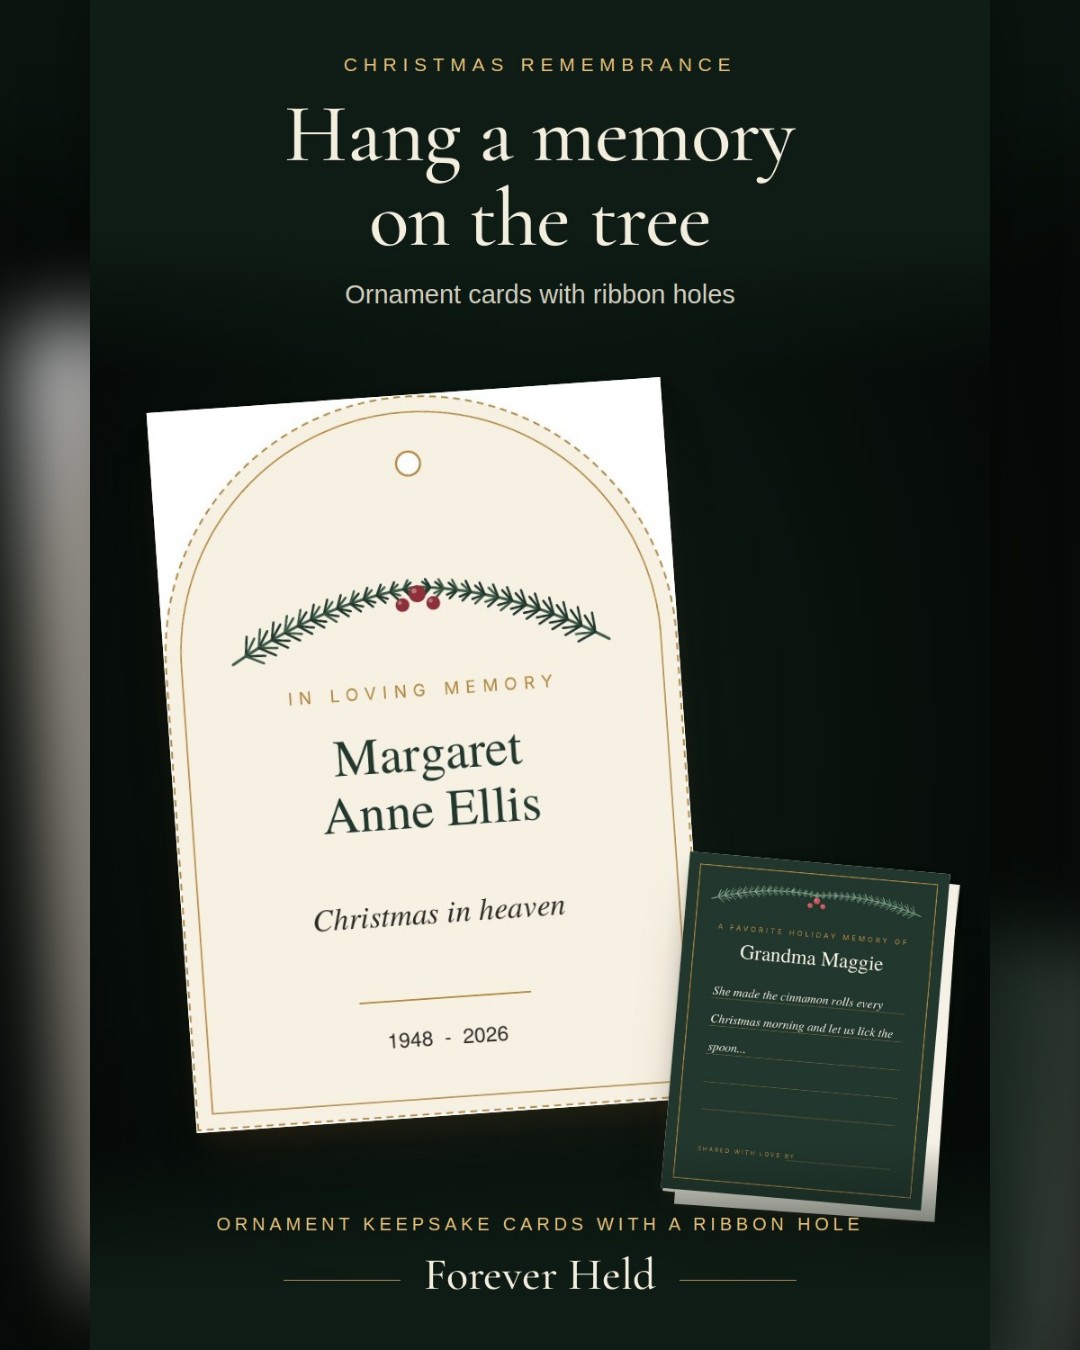 CHRISTMAS REMEMBRANCE
Hang a memory
on the tree
Ornament cards with ribbon holes
IN LOVING MEMORY
Margaret
Anne Ellis
Christmas in heaven
1948 - 2026
A FAVORITE HOLIDAY MEMORY OF
Grandma Maggie
She made the cinnamon rolls every
Christmas morning and let us lick the
spoon...
SHARED WITH LOVE BY
ORNAMENT KEEPSAKE CARDS WITH A RIBBON HOLE
Forever Held